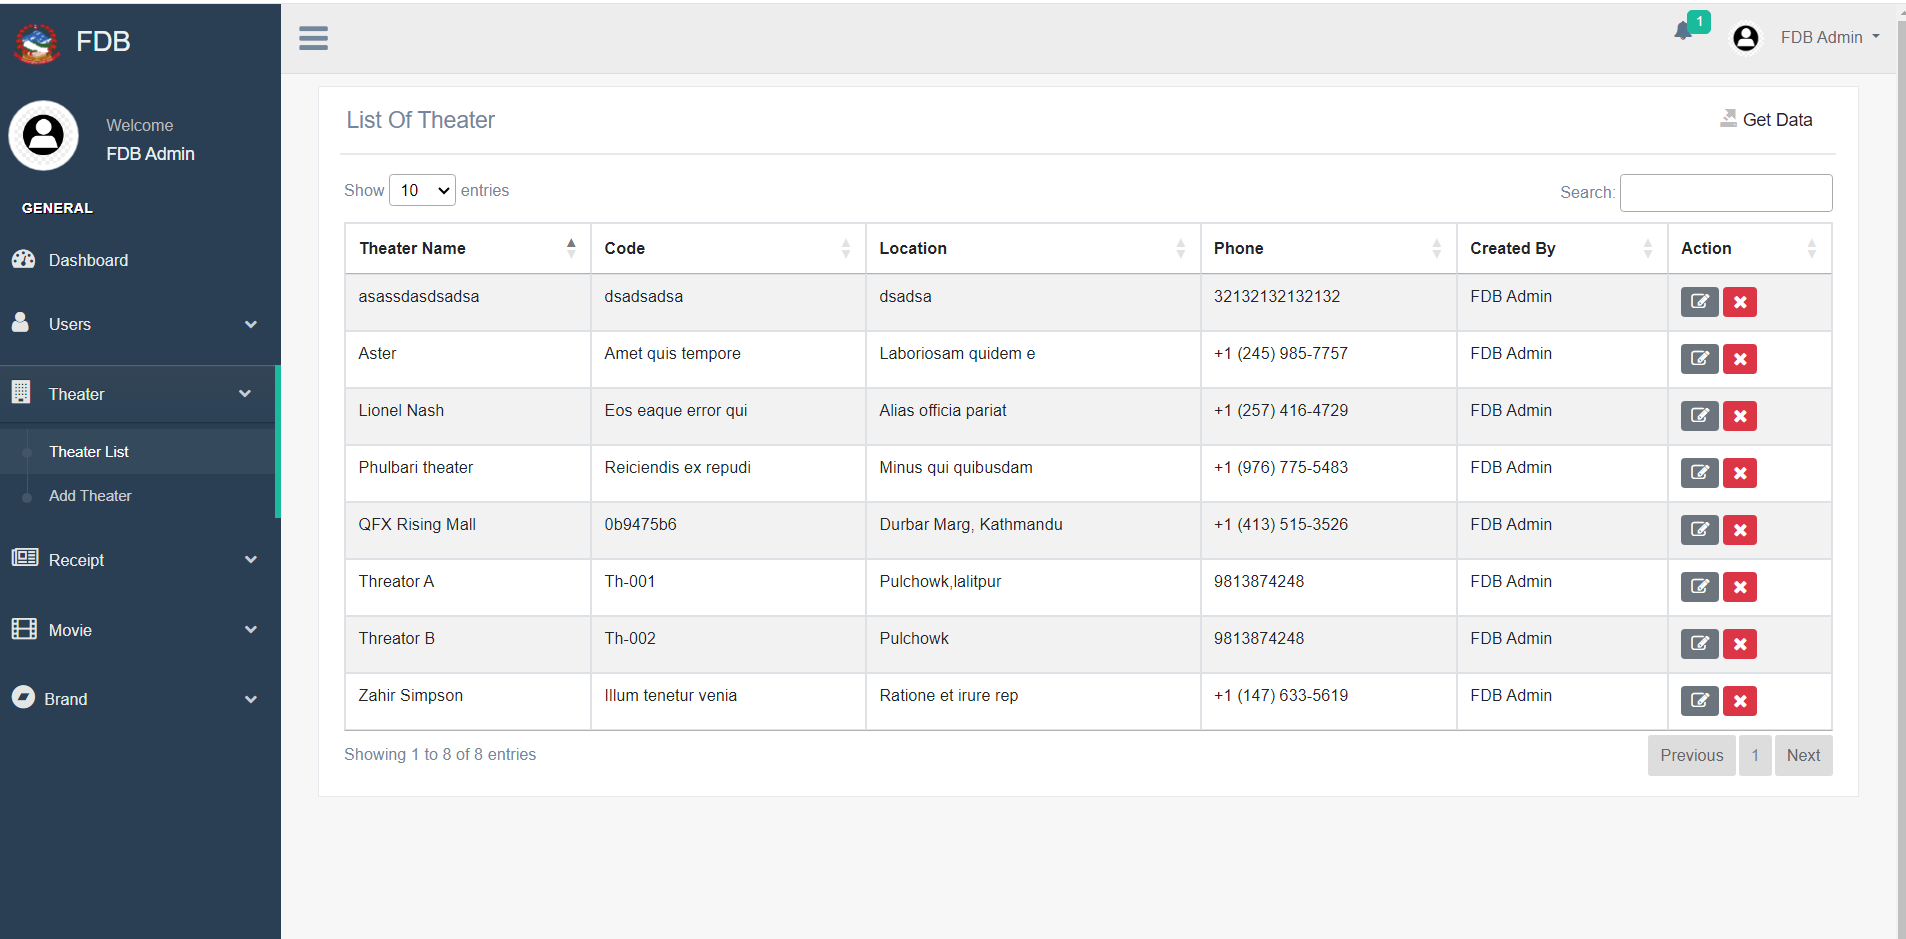 FDB
1
FDB Admin
Welcome
FDB Admin
GENERAL
Dashboard
Users
Theater
Theater List
Add Theater
Receipt
Movie
Brand
List Of Theater
Get Data
Show 10 entries
Search:
Theater Name Code Location Phone Created By Action
asassdasdsadsa dsadsadsa dsadsa 32132132132132 FDB Admin
Aster Amet quis tempore Laboriosam quidem e +1 (245) 985-7757 FDB Admin
Lionel Nash Eos eaque error qui Alias officia pariat +1 (257) 416-4729 FDB Admin
Phulbari theater Reiciendis ex repudi Minus qui quibusdam +1 (976) 775-5483 FDB Admin
QFX Rising Mall 0b9475b6 Durbar Marg, Kathmandu +1 (413) 515-3526 FDB Admin
Threator A Th-001 Pulchowk,lalitpur 9813874248 FDB Admin
Threator B Th-002 Pulchowk 9813874248 FDB Admin
Zahir Simpson Illum tenetur venia Ratione et irure rep +1 (147) 633-5619 FDB Admin
Showing 1 to 8 of 8 entries
Previous 1 Next